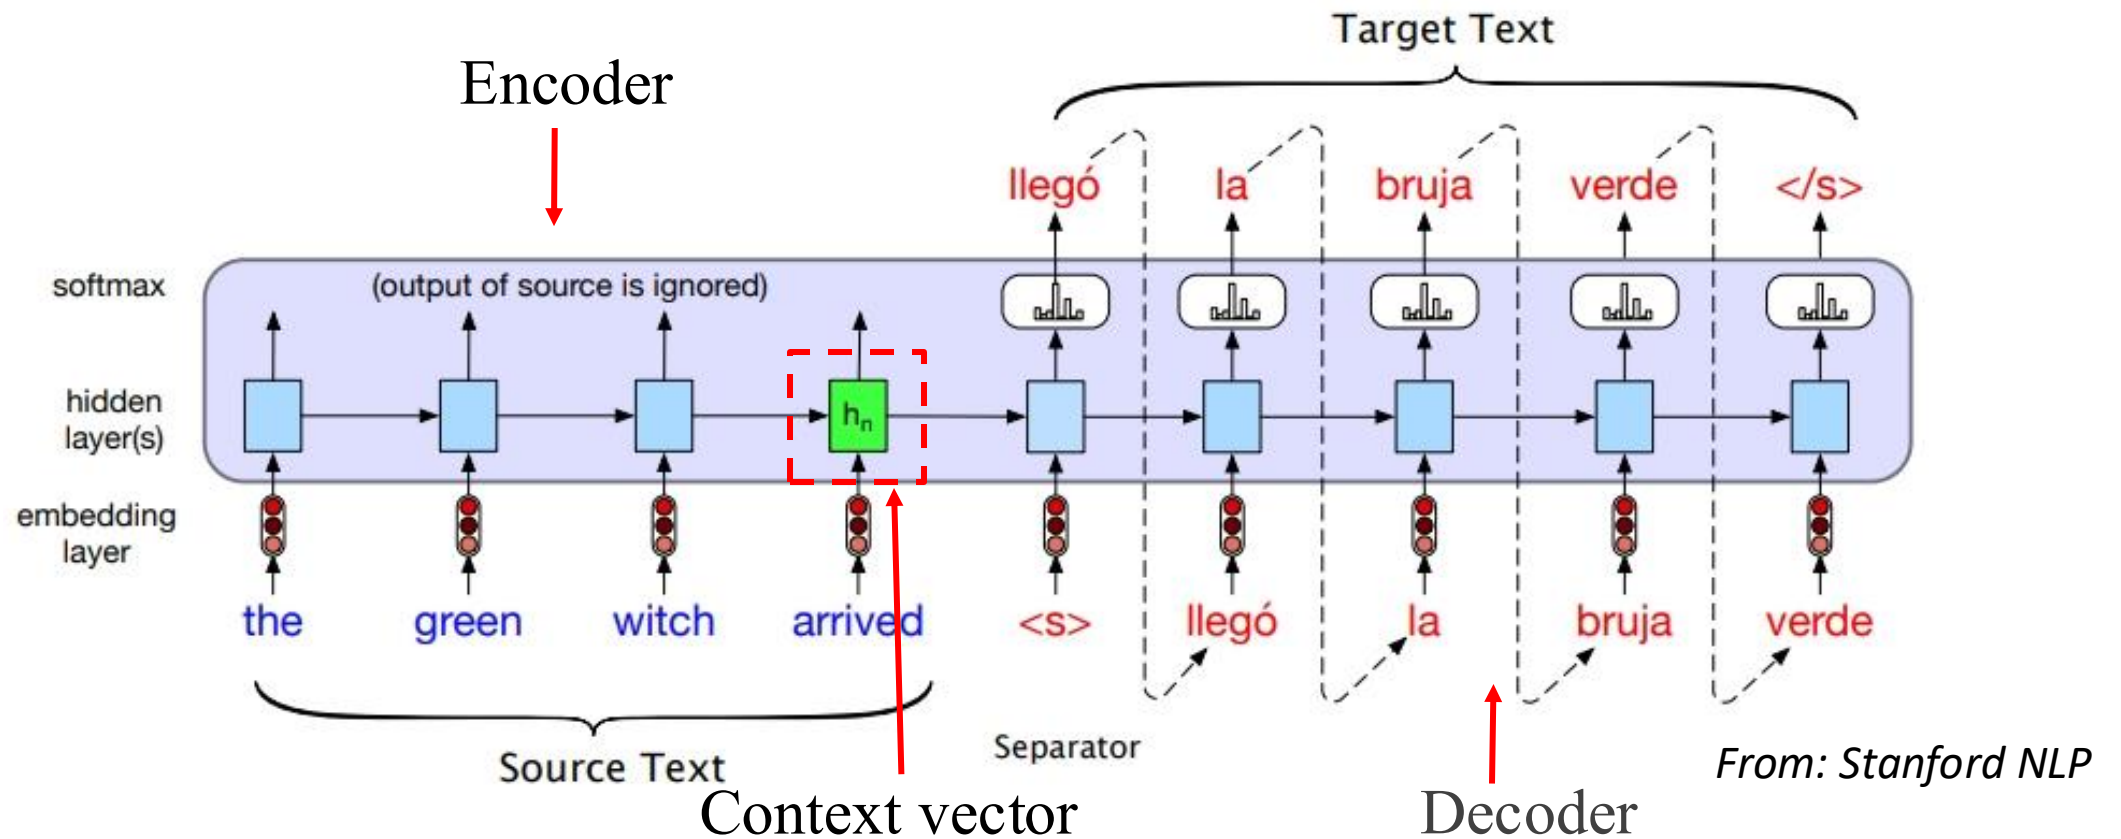 Target Text
Encoder
llegó la bruja verde </s>
softmax
(output of source is ignored)
hidden
layer(s)
hn
embedding
layer
the green witch arrived <s> llegó la bruja verde
Separator
Source Text
From: Stanford NLP
Context vector
Decoder